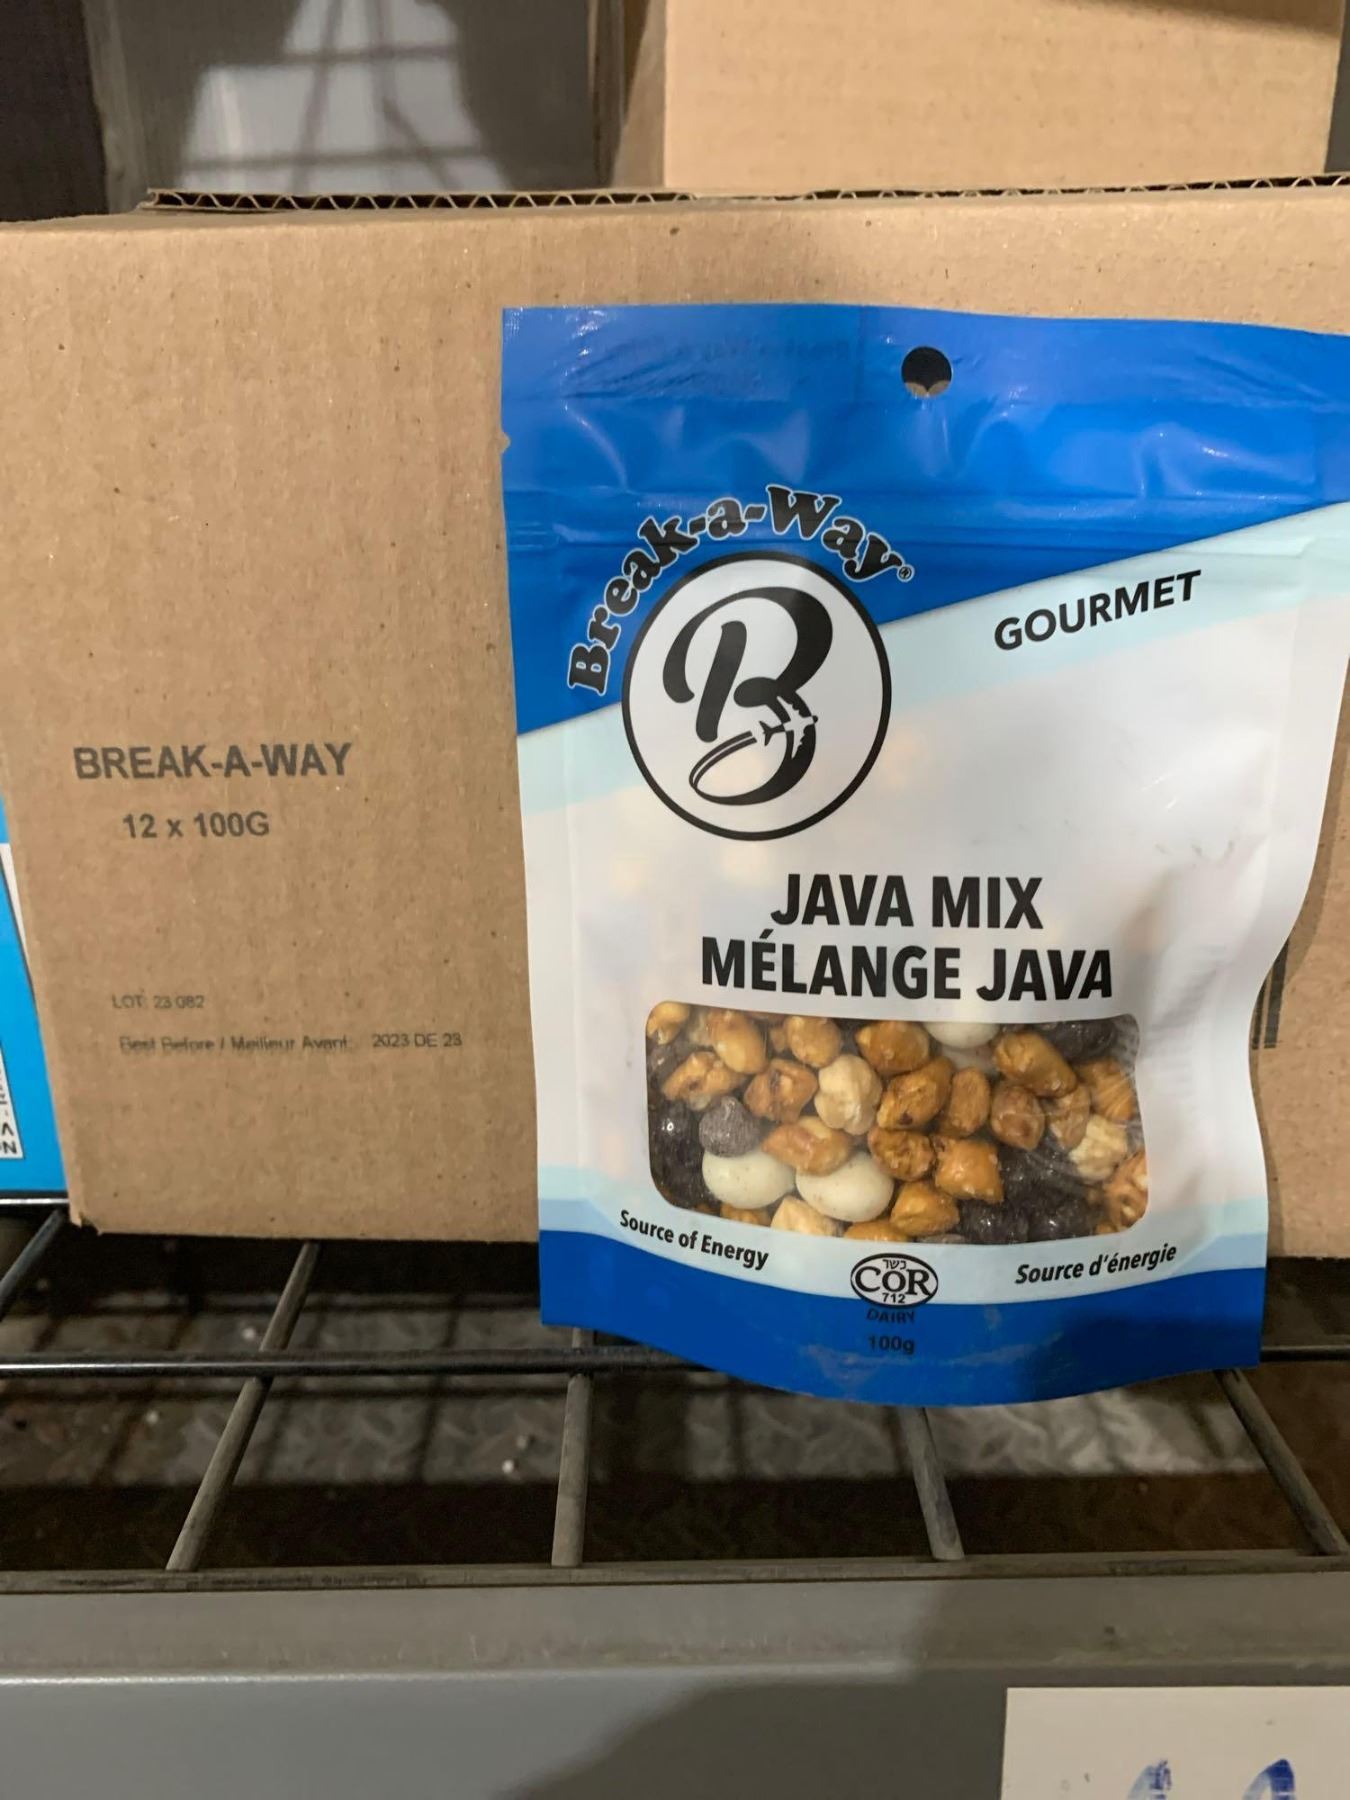 BREAK-A-WAY
12 x 100G
LOT: 23 082
Best Before / Meilleur Avant: 2023 DE 23
Break-a-Way®
B
GOURMET
JAVA MIX
MÉLANGE JAVA
Source of Energy
Source d'énergie
כשר
COR
712
DAIRY
100g